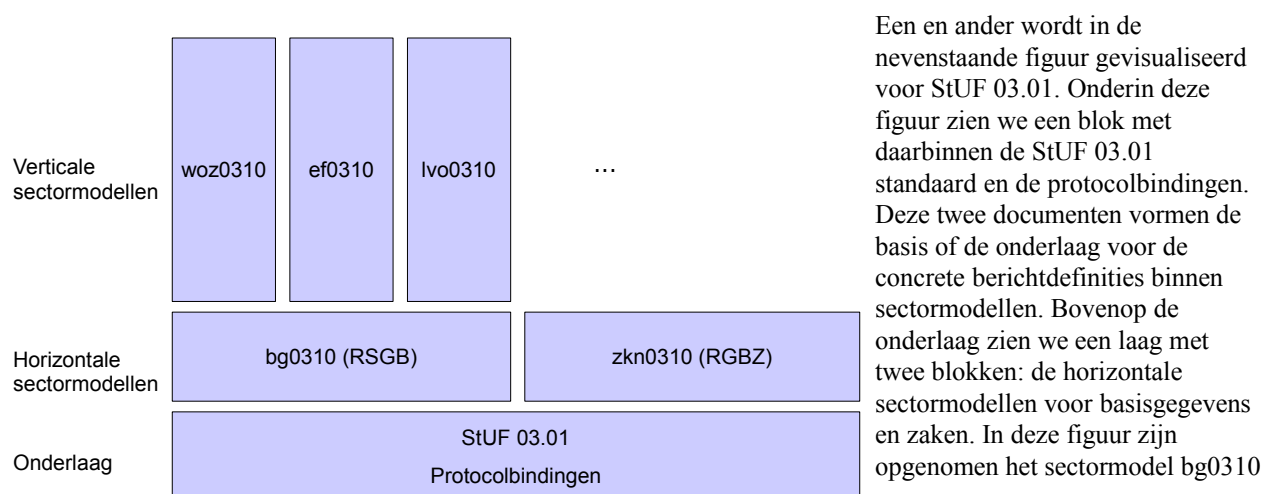 Verticale
sectormodellen
woz0310
ef0310
lvo0310
...
Horizontale
sectormodellen
bg0310 (RSGB)
zkn0310 (RGBZ)
Onderlaag
StUF 03.01
Protocolbindingen
Een en ander wordt in de
nevenstaande figuur gevisualiseerd
voor StUF 03.01. Onderin deze
figuur zien we een blok met
daarbinnen de StUF 03.01
standaard en de protocolbindingen.
Deze twee documenten vormen de
basis of de onderlaag voor de
concrete berichtdefinities binnen
sectormodellen. Bovenop de
onderlaag zien we een laag met
twee blokken: de horizontale
sectormodellen voor basisgegevens
en zaken. In deze figuur zijn
opgenomen het sectormodel bg0310